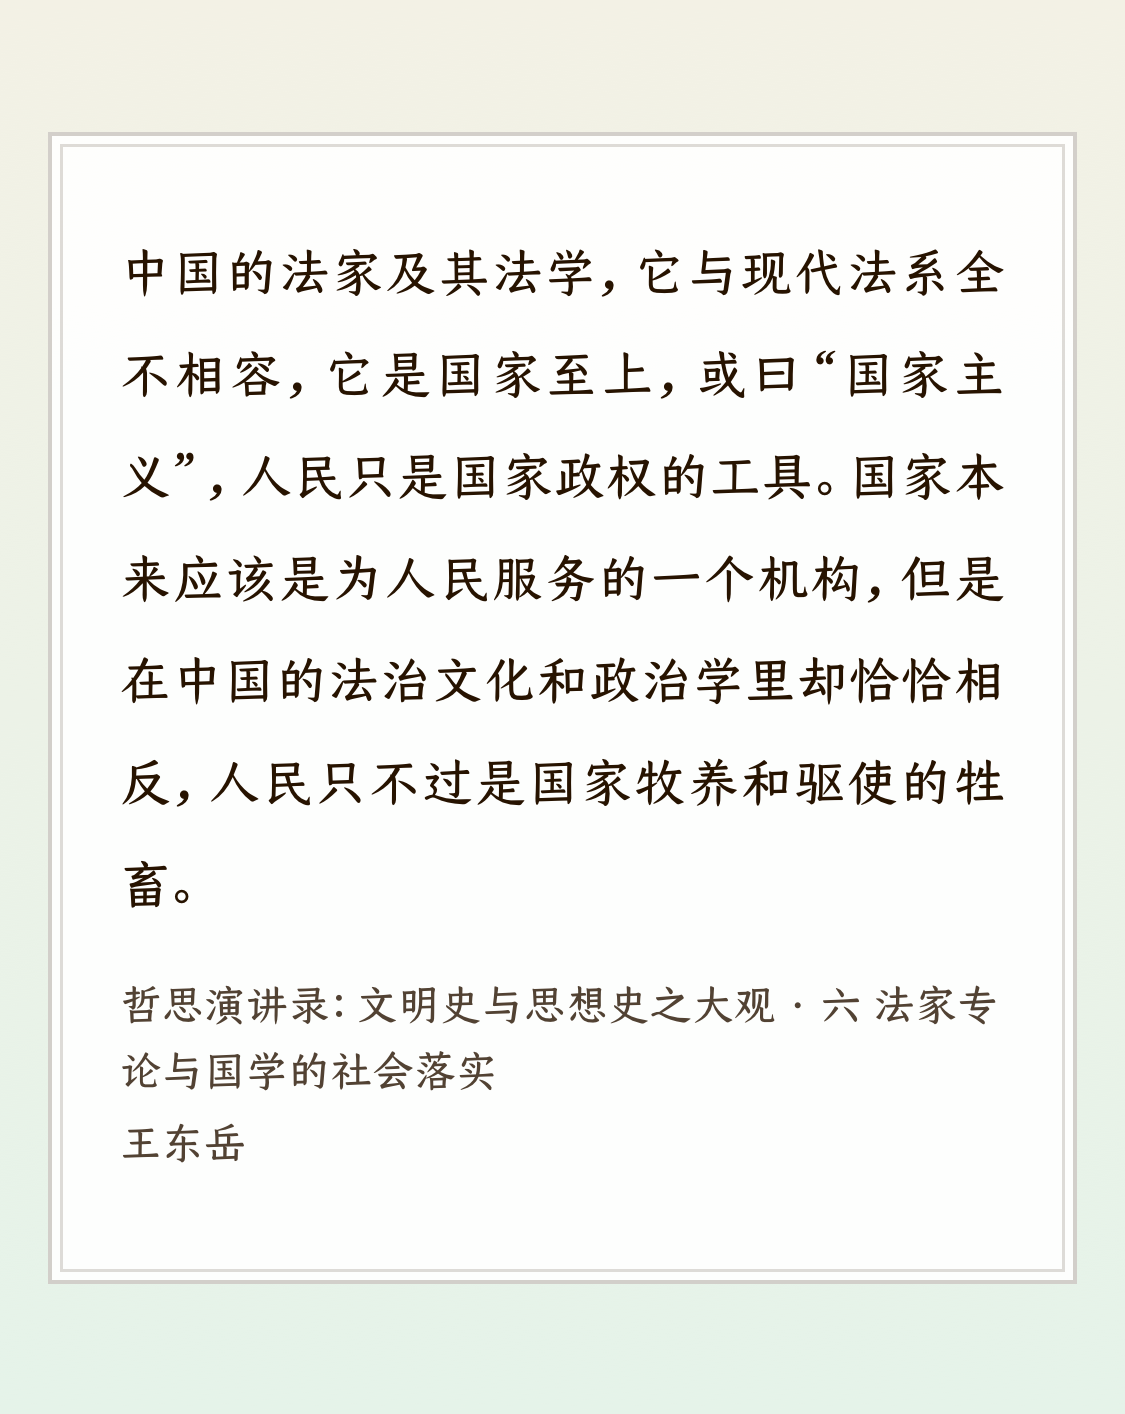 中国的法家及其法学，它与现代法系全
不相容，它是国家至上，或曰“国家主
义”，人民只是国家政权的工具。国家本
来应该是为人民服务的一个机构，但是
在中国的法治文化和政治学里却恰恰相
反，人民只不过是国家牧养和驱使的牲
畜。
哲思演讲录：文明史与思想史之大观 · 六 法家专
论与国学的社会落实
王东岳